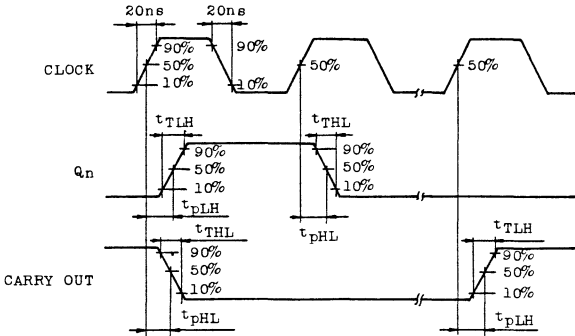 20ns 20ns
90% 90%
CLOCK 50% 50% 50%
10% 10%
tTLH tTHL
90% 90%
Qn 50% 50%
10% 10%
tpLH tpHL
tTHL tTLH
90% 90%
CARRY OUT 50% 50%
10% 10%
tpHL tpLH